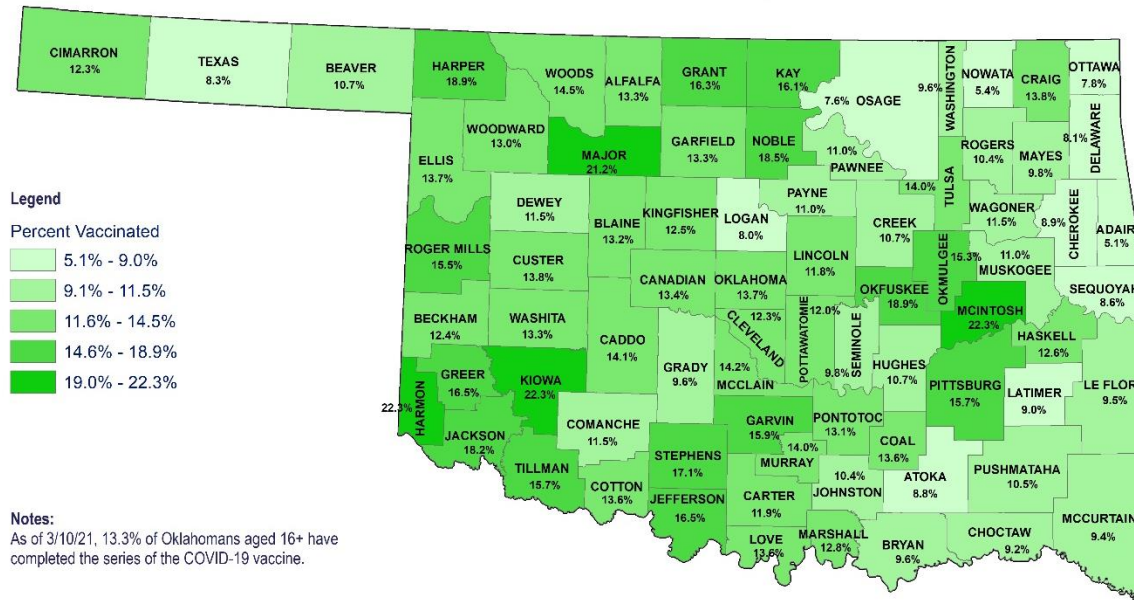 CIMARRON
12.3%
TEXAS
8.3%
BEAVER
10.7%
HARPER
18.9%
WOODS
14.5%
ALFALFA
13.3%
GRANT
16.3%
KAY
16.1%
OSAGE
7.6%
WASHINGTON
9.6%
NOWATA
5.4%
CRAIG
13.8%
OTTAWA
7.8%
DELAWARE
8.1%
WOODWARD
13.0%
ELLIS
13.7%
MAJOR
21.2%
GARFIELD
13.3%
NOBLE
18.5%
11.0%
PAWNEE
ROGERS
10.4%
MAYES
9.8%
TULSA
14.0%
DEWEY
11.5%
BLAINE
13.2%
KINGFISHER
12.5%
LOGAN
8.0%
PAYNE
11.0%
CREEK
10.7%
WAGONER
11.5%
CHEROKEE
8.9%
ADAIR
5.1%
Legend
Percent Vaccinated
5.1% - 9.0%
9.1% - 11.5%
11.6% - 14.5%
14.6% - 18.9%
19.0% - 22.3%
ROGER MILLS
15.5%
CUSTER
13.8%
CANADIAN
13.4%
OKLAHOMA
13.7%
LINCOLN
11.8%
OKMULGEE
15.3%
11.0%
MUSKOGEE
SEQUOYAH
8.6%
OKFUSKEE
18.9%
MCINTOSH
22.3%
BECKHAM
12.4%
WASHITA
13.3%
CADDO
14.1%
GRADY
9.6%
12.3%
CLEVELAND
14.2%
MCCLAIN
POTTAWATOMIE
12.0%
SEMINOLE
9.8%
HUGHES
10.7%
PITTSBURG
15.7%
HASKELL
12.6%
LATIMER
9.0%
LE FLOR
9.5%
GREER
16.5%
KIOWA
22.3%
22.3%
HARMON
JACKSON
18.2%
COMANCHE
11.5%
TILLMAN
15.7%
COTTON
13.6%
STEPHENS
17.1%
JEFFERSON
16.5%
GARVIN
15.9%
14.0%
MURRAY
PONTOTOC
13.1%
COAL
13.6%
10.4%
JOHNSTON
ATOKA
8.8%
PUSHMATAHA
10.5%
CARTER
11.9%
LOVE
13.6%
MARSHALL
12.8%
BRYAN
9.6%
CHOCTAW
9.2%
MCCURTAIN
9.4%
Notes:
As of 3/10/21, 13.3% of Oklahomans aged 16+ have
completed the series of the COVID-19 vaccine.